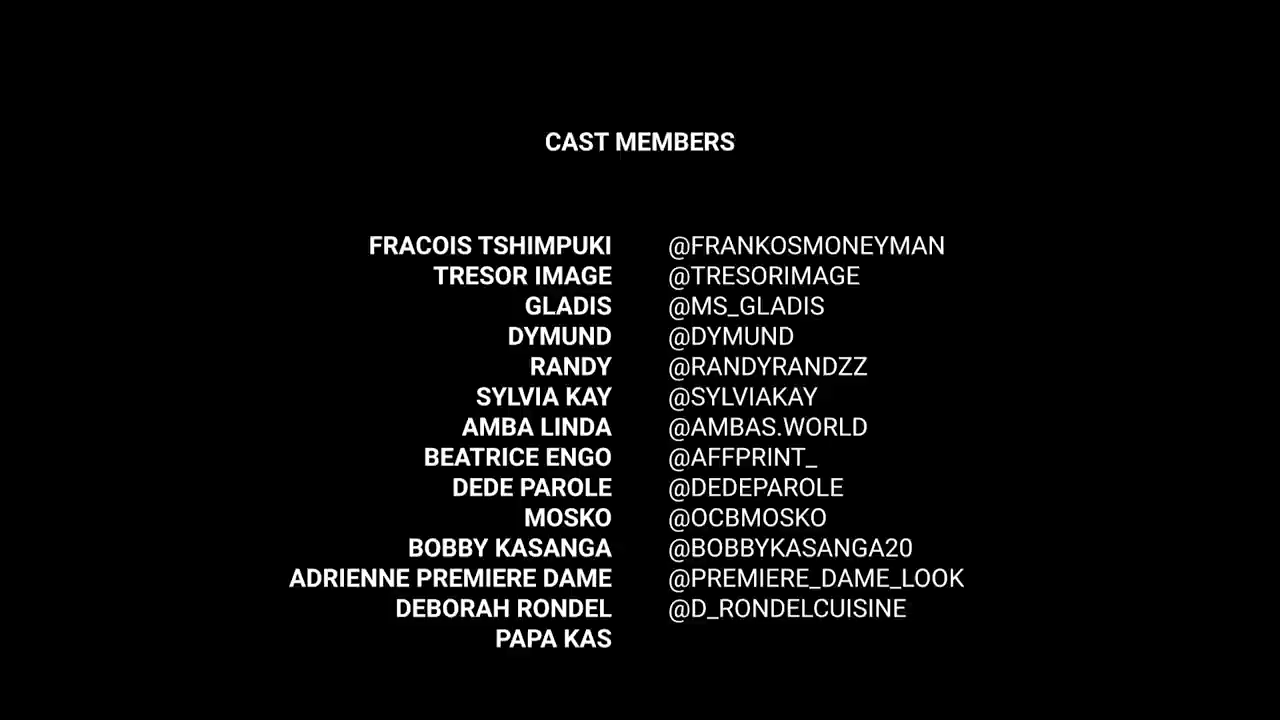 CAST MEMBERS
FRACOIS TSHIMPUKI @FRANKOSMONEYMAN
TRESOR IMAGE @TRESORIMAGE
GLADIS @MS_GLADIS
DYMUND @DYMUND
RANDY @RANDYRANDZZ
SYLVIA KAY @SYLVIAKAY
AMBA LINDA @AMBAS.WORLD
BEATRICE ENGO @AFFPRINT_
DEDE PAROLE @DEDEPAROLE
MOSKO @OCBMOSKO
BOBBY KASANGA @BOBBYKASANGA20
ADRIENNE PREMIERE DAME @PREMIERE_DAME_LOOK
DEBORAH RONDEL @D_RONDELCUISINE
PAPA KAS